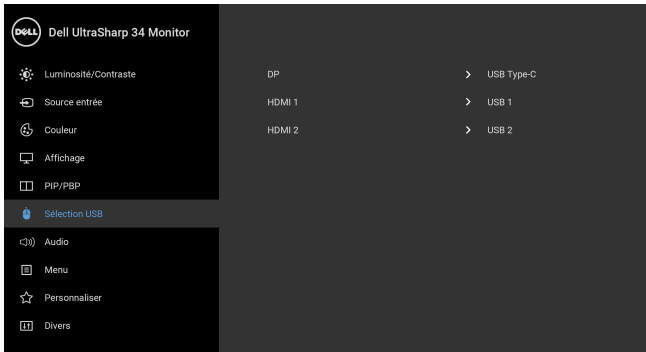 DELL Dell UltraSharp 34 Monitor
Luminosité/Contraste DP > USB Type-C
Source entrée HDMI 1 > USB 1
Couleur HDMI 2 > USB 2
Affichage
PIP/PBP
Sélection USB
Audio
Menu
Personnaliser
Divers